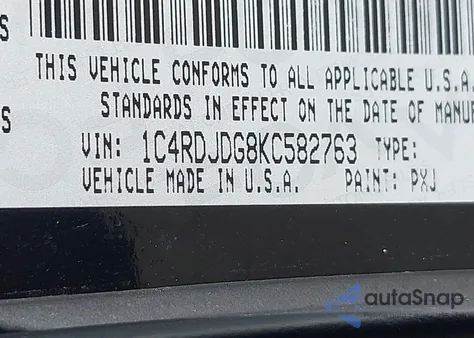 S
THIS VEHICLE CONFORMS TO ALL APPLICABLE U.S.A.
STANDARDS IN EFFECT ON THE DATE OF MANUF
S
VIN: 1C4RDJDG8KC582763 TYPE:
VEHICLE MADE IN U.S.A. PAINT: PXJ
autoSnap